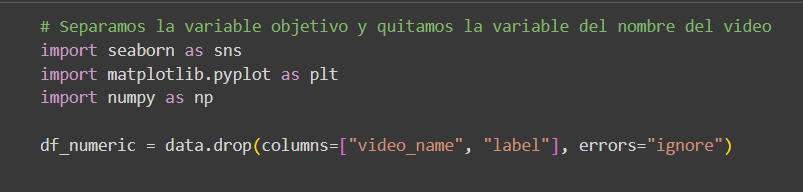 # Separamos la variable objetivo y quitamos la variable del nombre del video
import seaborn as sns
import matplotlib.pyplot as plt
import numpy as np
df_numeric = data.drop(columns=["video_name", "label"], errors="ignore")